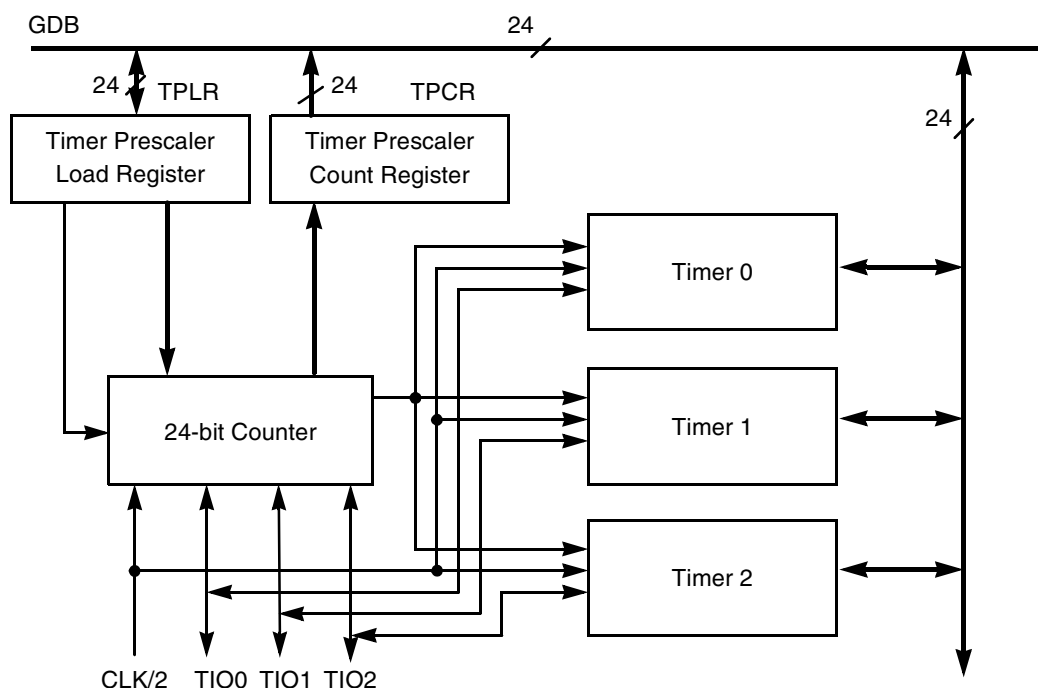 GDB
24
24
TPLR
24
TPCR
24
Timer Prescaler
Load Register
Timer Prescaler
Count Register
Timer 0
24-bit Counter
Timer 1
Timer 2
CLK/2
TIO0
TIO1
TIO2